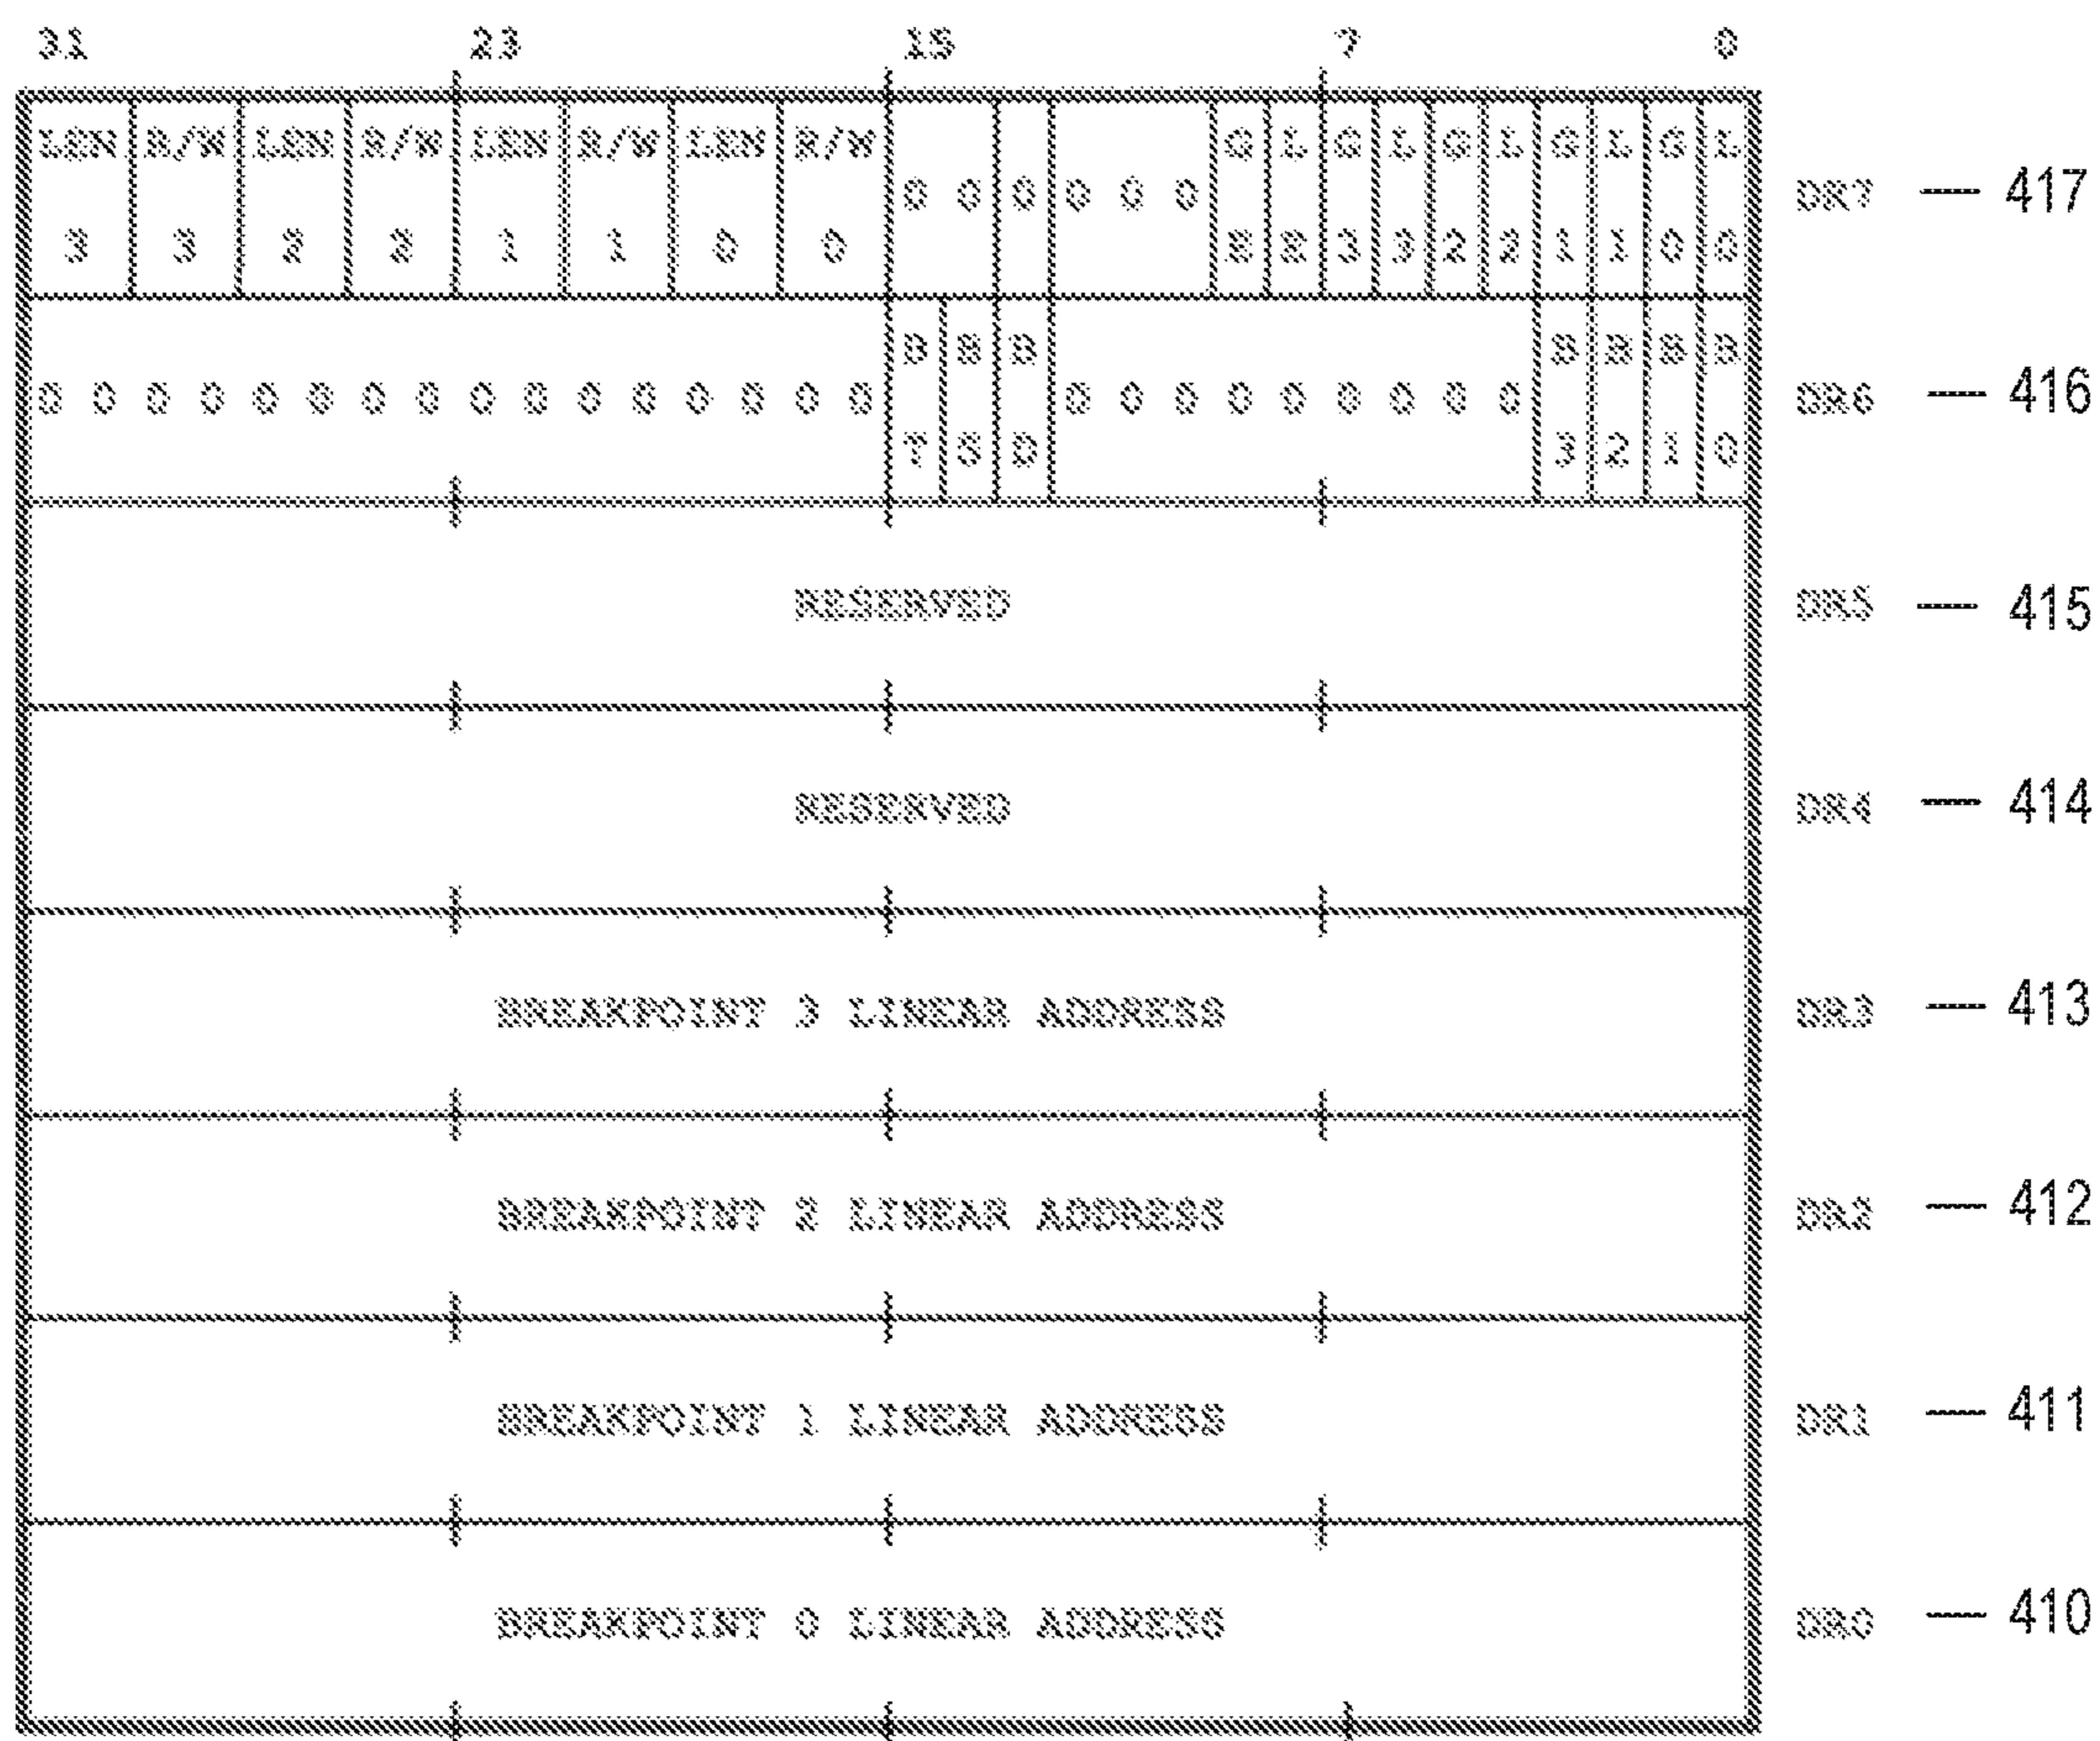 31 23 15 7 0
LEN R/W LEN R/W LEN R/W LEN R/W G L G L G L G L G L
0 0 0 0 0 0 DR7 — 417
3 3 2 2 1 1 0 0 E E 3 3 2 2 1 1 0 0
B B B B B B B
0 0 0 0 0 0 0 0 0 0 0 0 0 0 0 0 0 0 0 0 0 0 0 0 0 DR6 — 416
T S D 3 2 1 0
RESERVED DR5 — 415
RESERVED DR4 — 414
BREAKPOINT 3 LINEAR ADDRESS DR3 — 413
BREAKPOINT 2 LINEAR ADDRESS DR2 — 412
BREAKPOINT 1 LINEAR ADDRESS DR1 — 411
BREAKPOINT 0 LINEAR ADDRESS DR0 — 410